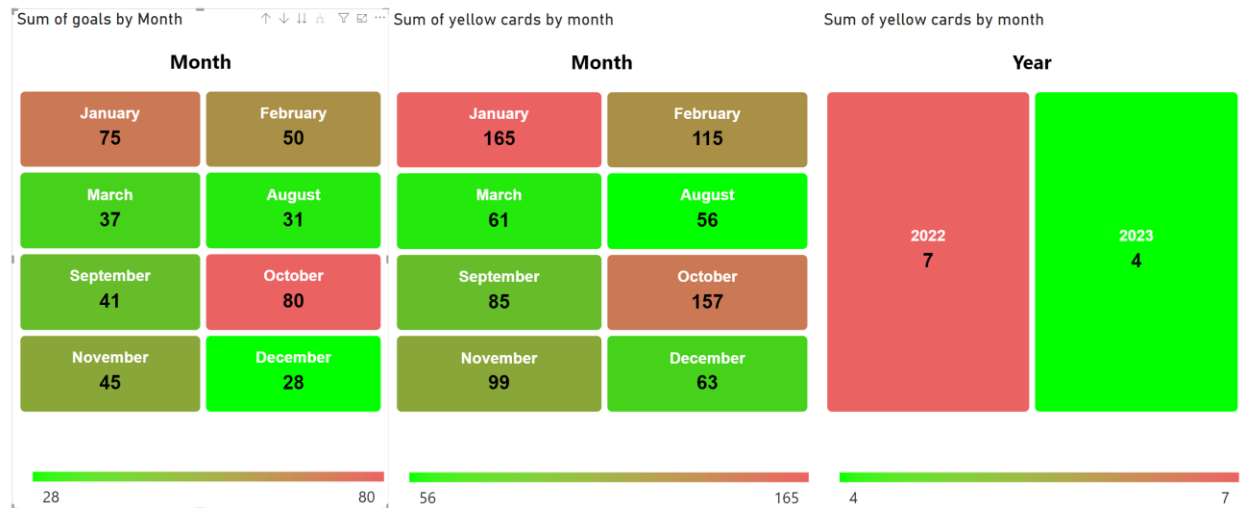 Sum of goals by Month
Month
January
75
February
50
March
37
August
31
September
41
October
80
November
45
December
28
28
80
Sum of yellow cards by month
Month
January
165
February
115
March
61
August
56
September
85
October
157
November
99
December
63
56
165
Sum of yellow cards by month
Year
2022
7
2023
4
4
7